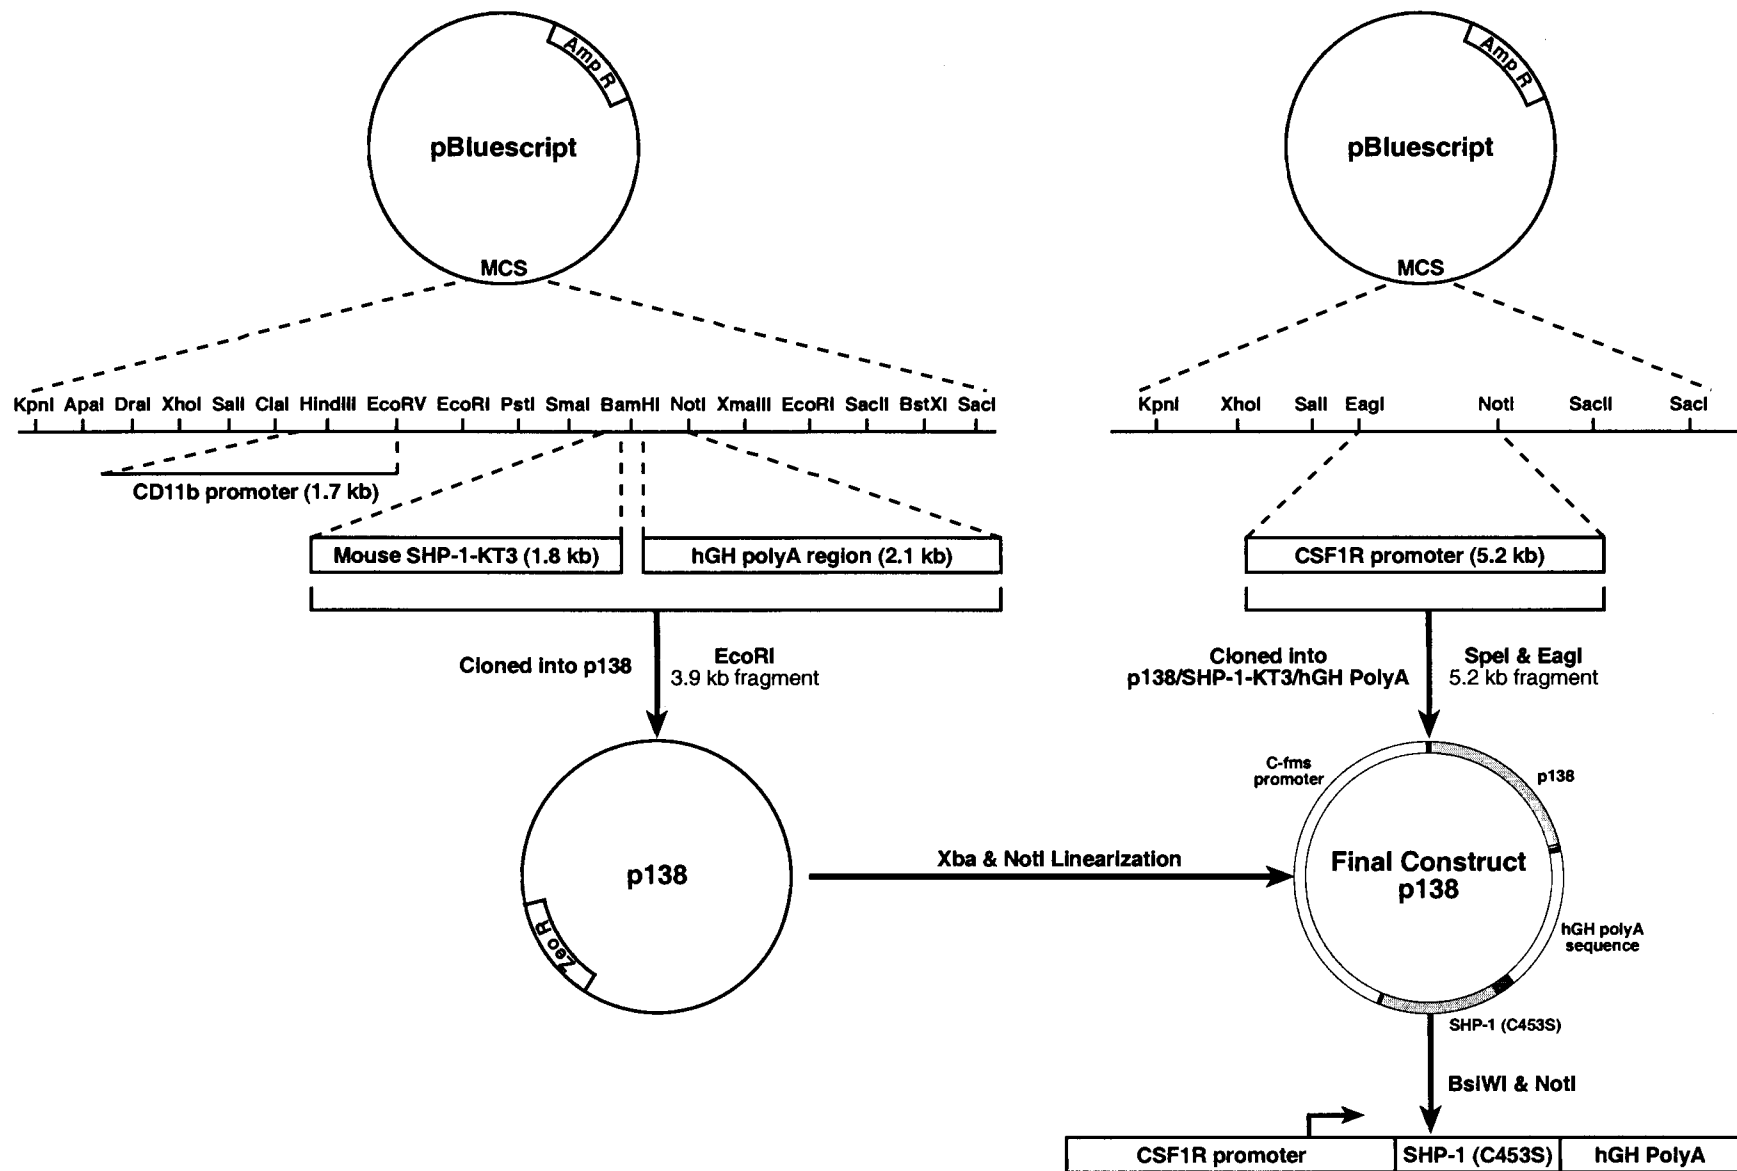 Amp R
pBluescript
MCS
KpnI ApaI DraI XhoI SalI ClaI HindIII EcoRV EcoRI PstI SmaI BamHI NotI XmaIII EcoRI SacII BstXI SacI
CD11b promoter (1.7 kb)
Mouse SHP-1-KT3 (1.8 kb)
hGH polyA region (2.1 kb)
Cloned into p138
EcoRI
3.9 kb fragment
p138
Zeo R
Xba & NotI Linearization
Amp R
pBluescript
MCS
KpnI XhoI SalI EagI NotI SacII SacI
CSF1R promoter (5.2 kb)
Cloned into
p138/SHP-1-KT3/hGH PolyA
SpeI & EagI
5.2 kb fragment
C-fms
promoter
p138
Final Construct
p138
hGH polyA
sequence
SHP-1 (C453S)
BsiWI & NotI
CSF1R promoter
SHP-1 (C453S)
hGH PolyA